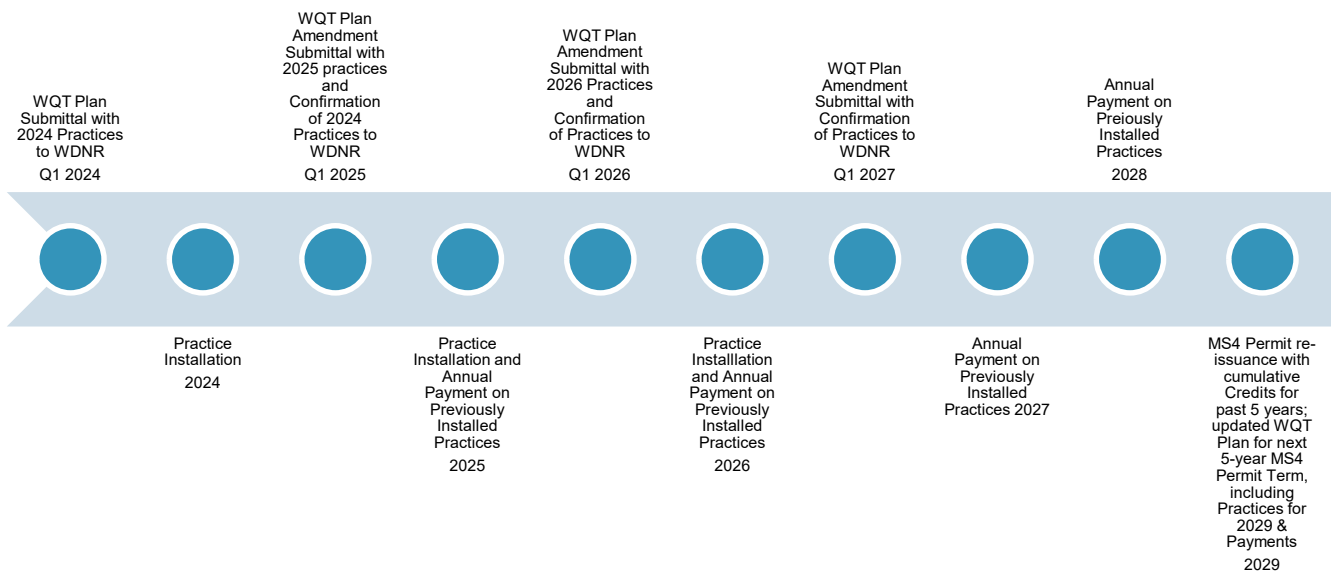 WQT Plan
Submittal with
2024 Practices
to WDNR
Q1 2024
Practice
Installation
2024
WQT Plan
Amendment
Submittal with
2025 practices
and
Confirmation
of 2024
Practices to
WDNR
Q1 2025
Practice
Installation and
Annual
Payment on
Previously
Installed
Practices
2025
WQT Plan
Amendment
Submittal with
2026 Practices
and
Confirmation
of Practices to
WDNR
Q1 2026
Practice
Installlation
and Annual
Payment on
Previously
Installed
Practices
2026
WQT Plan
Amendment
Submittal with
Confirmation
of Practices to
WDNR
Q1 2027
Annual
Payment on
Previously
Installed
Practices 2027
Annual
Payment on
Preiously
Installed
Practices
2028
MS4 Permit re-
issuance with
cumulative
Credits for
past 5 years;
updated WQT
Plan for next
5-year MS4
Permit Term,
including
Practices for
2029 &
Payments
2029